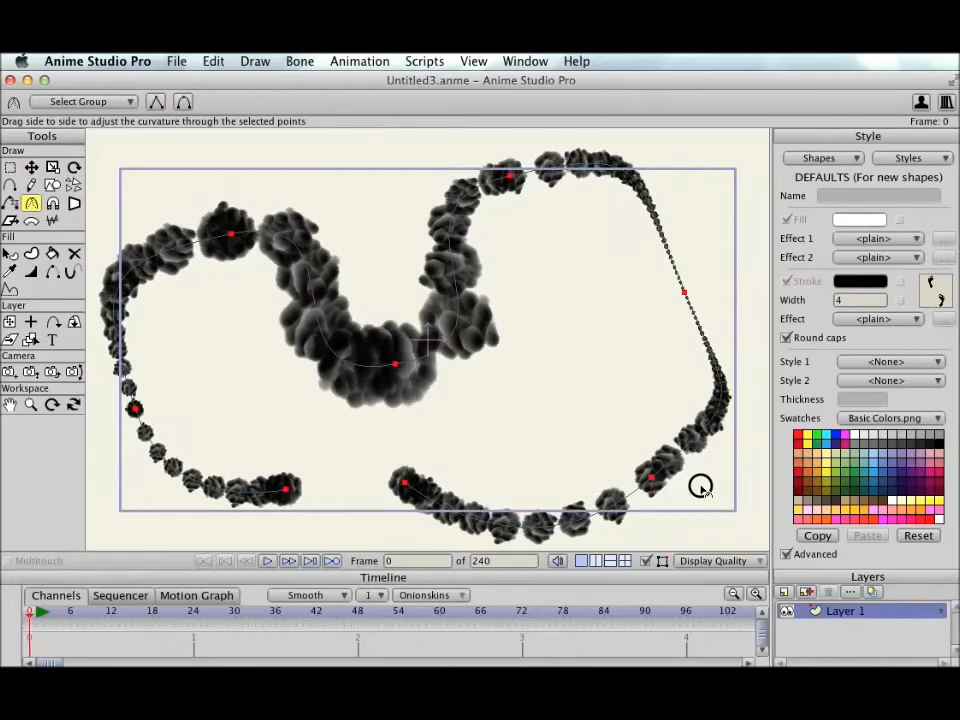 Anime Studio Pro File Edit Draw Bone Animation Scripts View Window Help
Untitled3.anme - Anime Studio Pro
Select Group
Drag side to side to adjust the curvature through the selected points
Frame: 0
Tools
Draw
Fill
Layer
Camera
Workspace
Style
Shapes Styles
DEFAULTS (For new shapes)
Name
Fill
Effect 1 <plain>
Effect 2 <plain>
Stroke
Width 4
Effect <plain>
Round caps
Style 1 <None>
Style 2 <None>
Thickness
Swatches Basic Colors.png
Copy Paste Reset
Advanced
Multitouch
Frame 0 of 240 Display Quality
Timeline
Channels Sequencer Motion Graph Smooth 1 Onionskins
0 6 12 18 24 30 36 42 48 54 60 66 72 78 84 90 96 102
0 1 2 3 4
Layers
Layer 1